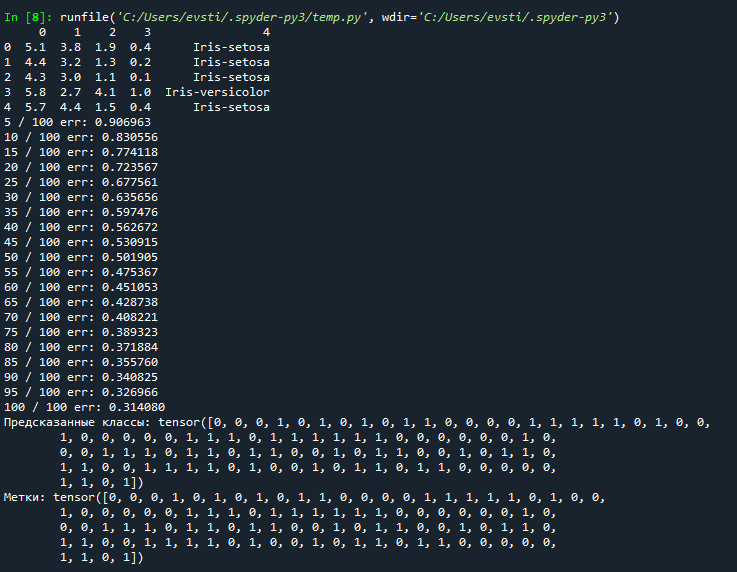 In [8]: runfile('C:/Users/evsti/.spyder-py3/temp.py', wdir='C:/Users/evsti/.spyder-py3')
     0    1    2    3                4
0  5.1  3.8  1.9  0.4      Iris-setosa
1  4.4  3.2  1.3  0.2      Iris-setosa
2  4.3  3.0  1.1  0.1      Iris-setosa
3  5.8  2.7  4.1  1.0  Iris-versicolor
4  5.7  4.4  1.5  0.4      Iris-setosa
5 / 100 err: 0.906963
10 / 100 err: 0.830556
15 / 100 err: 0.774118
20 / 100 err: 0.723567
25 / 100 err: 0.677561
30 / 100 err: 0.635656
35 / 100 err: 0.597476
40 / 100 err: 0.562672
45 / 100 err: 0.530915
50 / 100 err: 0.501905
55 / 100 err: 0.475367
60 / 100 err: 0.451053
65 / 100 err: 0.428738
70 / 100 err: 0.408221
75 / 100 err: 0.389323
80 / 100 err: 0.371884
85 / 100 err: 0.355760
90 / 100 err: 0.340825
95 / 100 err: 0.326966
100 / 100 err: 0.314080
Предсказанные классы: tensor([0, 0, 0, 1, 0, 1, 0, 1, 0, 1, 1, 0, 0, 0, 0, 1, 1, 1, 1, 1, 0, 1, 0, 0,
        1, 0, 0, 0, 0, 0, 1, 1, 1, 0, 1, 1, 1, 1, 1, 1, 0, 0, 0, 0, 0, 0, 1, 0,
        0, 0, 1, 1, 1, 0, 1, 1, 0, 1, 1, 1, 0, 0, 1, 0, 1, 1, 0, 0, 1, 0, 1, 1, 0,
        1, 1, 0, 0, 1, 1, 1, 1, 0, 1, 0, 0, 1, 0, 1, 1, 0, 1, 1, 0, 0, 0, 0, 0,
        1, 1, 0, 1])
Метки: tensor([0, 0, 0, 1, 0, 1, 0, 1, 0, 1, 1, 0, 0, 0, 0, 1, 1, 1, 1, 1, 0, 1, 0, 0,
        1, 0, 0, 0, 0, 0, 1, 1, 1, 0, 1, 1, 1, 1, 1, 1, 0, 0, 0, 0, 0, 0, 1, 0,
        0, 0, 1, 1, 1, 0, 1, 1, 0, 1, 1, 1, 0, 0, 1, 0, 1, 1, 0, 0, 1, 0, 1, 1, 0,
        1, 1, 0, 0, 1, 1, 1, 1, 0, 1, 0, 0, 1, 0, 1, 1, 0, 1, 1, 0, 0, 0, 0, 0,
        1, 1, 0, 1])